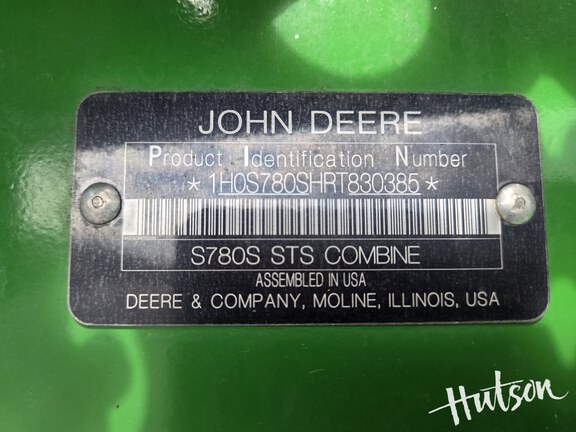 JOHN DEERE
Product Identification Number
*1H0S780SHRT830385*
S780S STS COMBINE
ASSEMBLED IN USA
DEERE & COMPANY, MOLINE, ILLINOIS, USA
Hutson